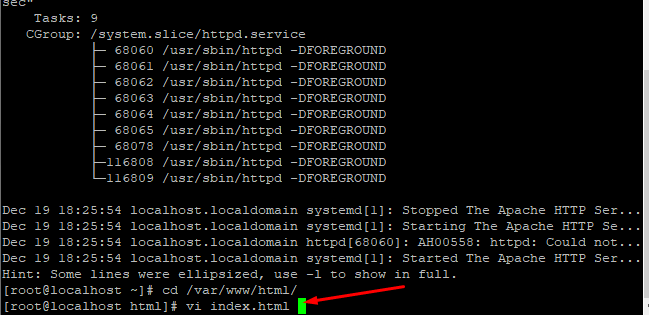 sec"
Tasks: 9
CGroup: /system.slice/httpd.service
├─ 68060 /usr/sbin/httpd -DFOREGROUND
├─ 68061 /usr/sbin/httpd -DFOREGROUND
├─ 68062 /usr/sbin/httpd -DFOREGROUND
├─ 68063 /usr/sbin/httpd -DFOREGROUND
├─ 68064 /usr/sbin/httpd -DFOREGROUND
├─ 68065 /usr/sbin/httpd -DFOREGROUND
├─ 68078 /usr/sbin/httpd -DFOREGROUND
├─116808 /usr/sbin/httpd -DFOREGROUND
└─116809 /usr/sbin/httpd -DFOREGROUND
Dec 19 18:25:54 localhost.localdomain systemd[1]: Stopped The Apache HTTP Ser...
Dec 19 18:25:54 localhost.localdomain systemd[1]: Starting The Apache HTTP Se...
Dec 19 18:25:54 localhost.localdomain httpd[68060]: AH00558: httpd: Could not...
Dec 19 18:25:54 localhost.localdomain systemd[1]: Started The Apache HTTP Ser...
Hint: Some lines were ellipsized, use -l to show in full.
[root@localhost ~]# cd /var/www/html/
[root@localhost html]# vi index.html